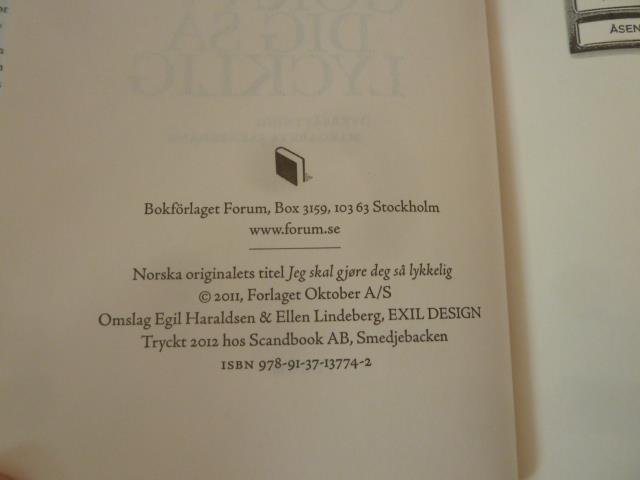 Bokförlaget Forum, Box 3159, 103 63 Stockholm
www.forum.se
Norska originalets titel Jeg skal gjøre deg så lykkelig
© 2011, Forlaget Oktober A/S
Omslag Egil Haraldsen & Ellen Lindeberg, EXIL DESIGN
Tryckt 2012 hos Scandbook AB, Smedjebacken
ISBN 978-91-37-13774-2
ÅSEN